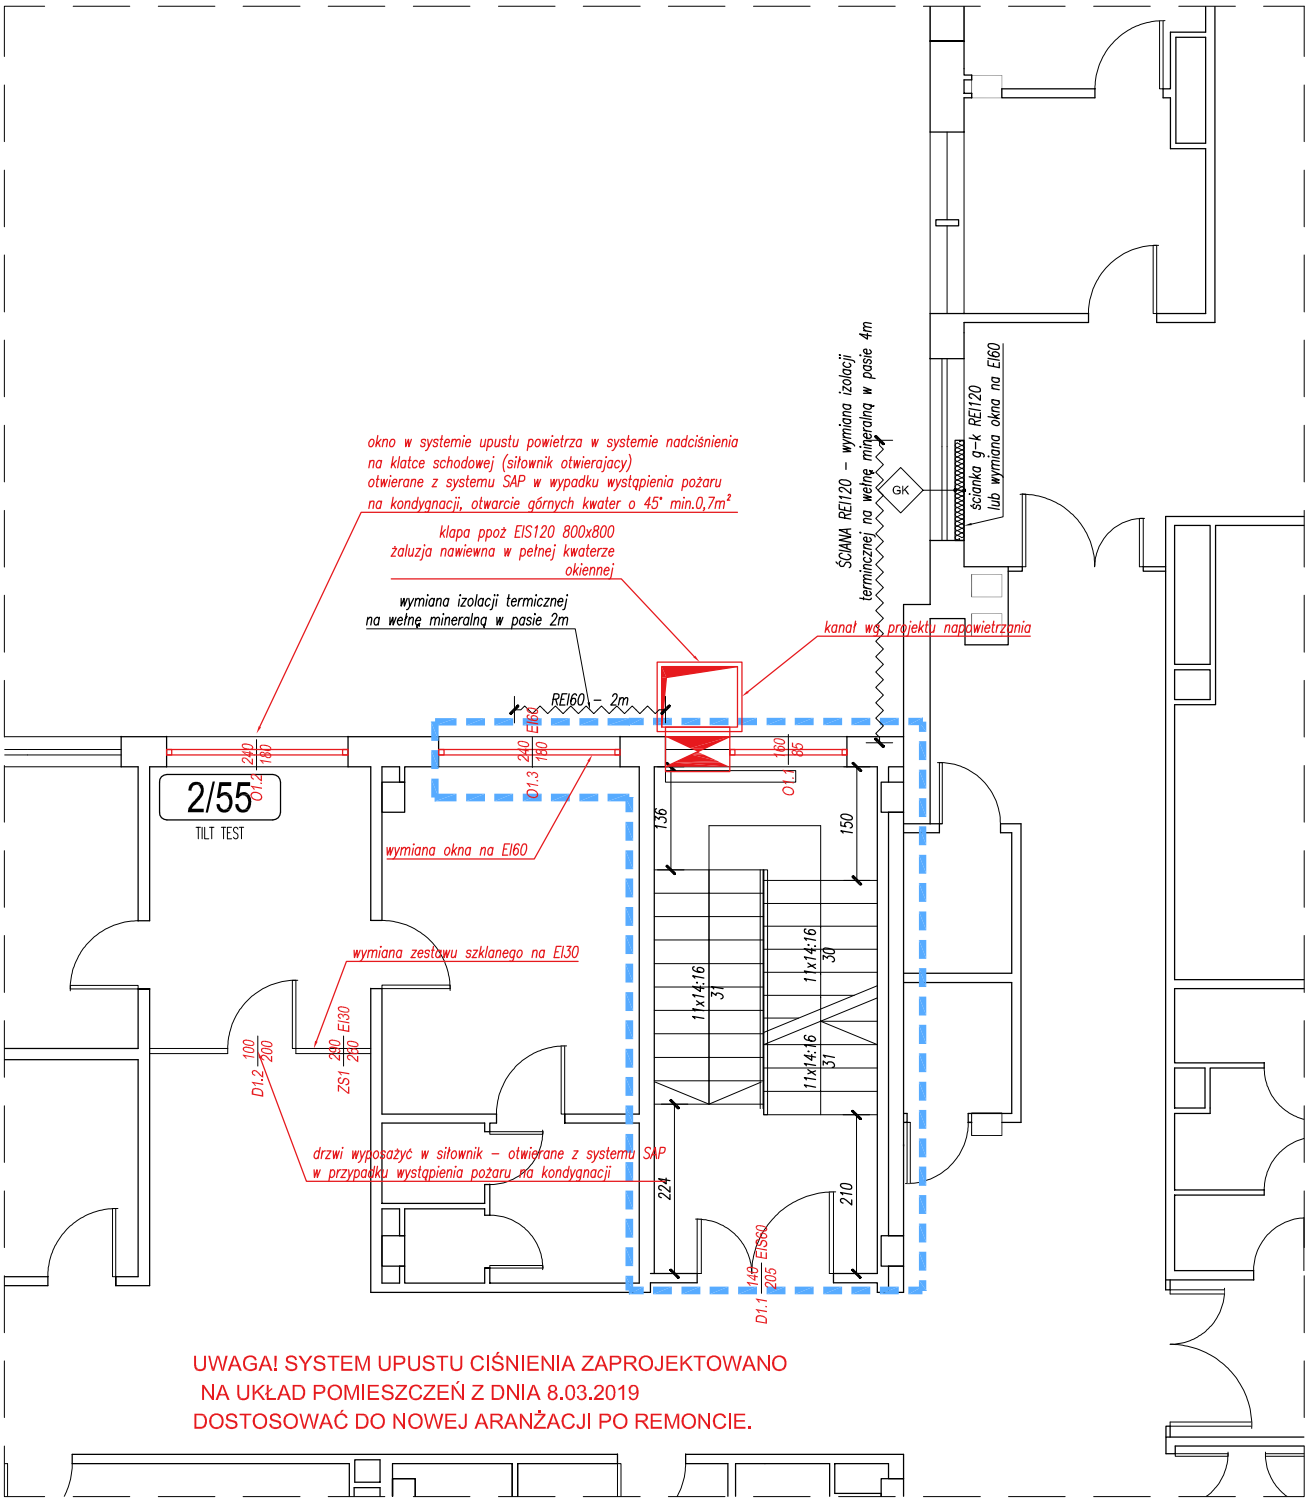 okno w systemie upustu powietrza w systemie nadciśnienia
na klatce schodowej (siłownik otwierajacy)
otwierane z systemu SAP w wypadku wystąpienia pożaru
na kondygnacji, otwarcie górnych kwater o 45° min.0,7m²
klapa ppoż EIS120 800x800
żaluzja nawiewna w pełnej kwaterze
okiennej
wymiana izolacji termicznej
na wełnę mineralną w pasie 2m
ŚCIANA REI120 – wymiana izolacji
termincznej na wełnę mineralną w pasie 4m
GK
ścianka g-k REI120
lub wymiana okna na EI60
kanał wg projektu napowietrzania
REI60 – 2m
O1.2 240
180
O1.3 240 EI60
180
O1.1 160
85
2/55
TILT TEST
136
150
wymiana okna na EI60
wymiana zestawu szklanego na EI30
11x14:16
31
11x14:16
30
11x14:16
31
D1.2 100
200
ZS1 290 EI30
260
drzwi wyposażyć w siłownik – otwierane z systemu SAP
w przypadku wystąpienia pożaru na kondygnacji
224
210
D1.1 140 EIS60
205
UWAGA! SYSTEM UPUSTU CIŚNIENIA ZAPROJEKTOWANO
NA UKŁAD POMIESZCZEŃ Z DNIA 8.03.2019
DOSTOSOWAĆ DO NOWEJ ARANŻACJI PO REMONCIE.